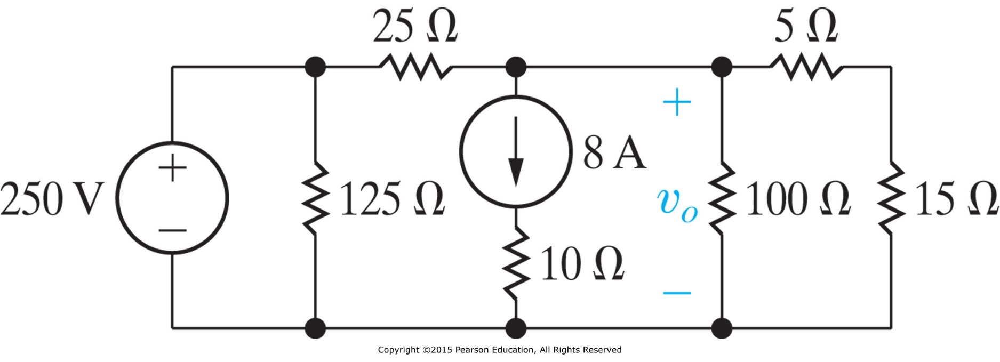 25 Ω
5 Ω
+
8 A
+
250 V
−
125 Ω
v_o
100 Ω
15 Ω
10 Ω
−
Copyright ©2015 Pearson Education, All Rights Reserved